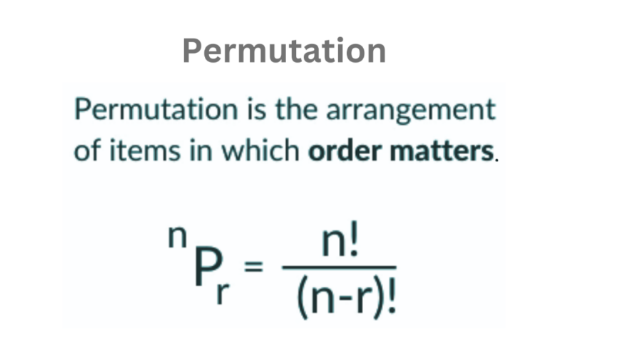 Permutation
Permutation is the arrangement
of items in which order matters.
ⁿPᵣ = n!
(n-r)!